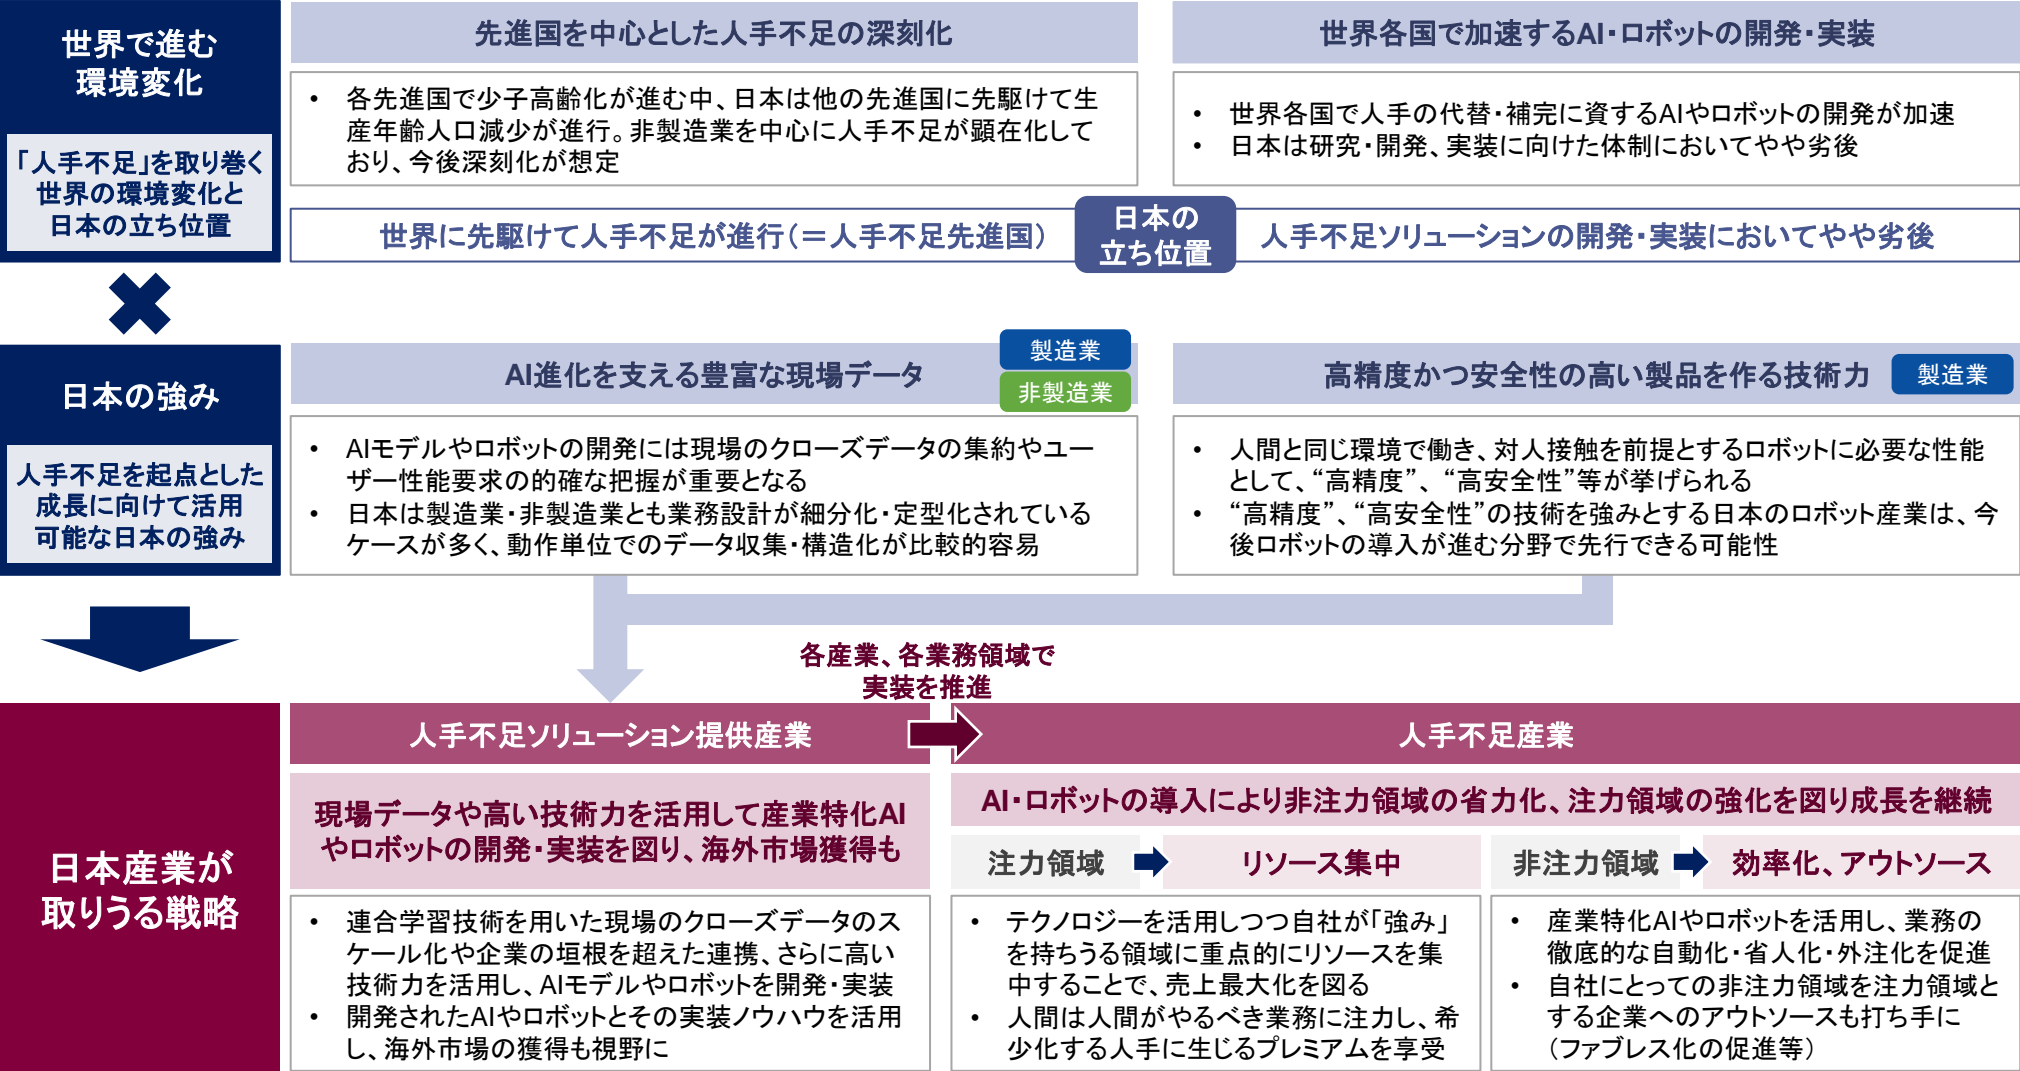 世界で進む
環境変化
「人手不足」を取り巻く
世界の環境変化と
日本の立ち位置
先進国を中心とした人手不足の深刻化
• 各先進国で少子高齢化が進む中、日本は他の先進国に先駆けて生
産年齢人口減少が進行。非製造業を中心に人手不足が顕在化して
おり、今後深刻化が想定
世界各国で加速するAI・ロボットの開発・実装
• 世界各国で人手の代替・補完に資するAIやロボットの開発が加速
• 日本は研究・開発、実装に向けた体制においてやや劣後
世界に先駆けて人手不足が進行（＝人手不足先進国）
日本の
立ち位置
人手不足ソリューションの開発・実装においてやや劣後
日本の強み
人手不足を起点とした
成長に向けて活用
可能な日本の強み
AI進化を支える豊富な現場データ
製造業
非製造業
• AIモデルやロボットの開発には現場のクローズデータの集約やユー
ザー性能要求の的確な把握が重要となる
• 日本は製造業・非製造業とも業務設計が細分化・定型化されている
ケースが多く、動作単位でのデータ収集・構造化が比較的容易
高精度かつ安全性の高い製品を作る技術力
製造業
• 人間と同じ環境で働き、対人接触を前提とするロボットに必要な性能
として、“高精度”、“高安全性”等が挙げられる
• “高精度”、“高安全性”の技術を強みとする日本のロボット産業は、今
後ロボットの導入が進む分野で先行できる可能性
各産業、各業務領域で
実装を推進
日本産業が
取りうる戦略
人手不足ソリューション提供産業
現場データや高い技術力を活用して産業特化AI
やロボットの開発・実装を図り、海外市場獲得も
• 連合学習技術を用いた現場のクローズデータのス
ケール化や企業の垣根を超えた連携、さらに高い
技術力を活用し、AIモデルやロボットを開発・実装
• 開発されたAIやロボットとその実装ノウハウを活用
し、海外市場の獲得も視野に
人手不足産業
AI・ロボットの導入により非注力領域の省力化、注力領域の強化を図り成長を継続
注力領域
リソース集中
• テクノロジーを活用しつつ自社が「強み」
を持ちうる領域に重点的にリソースを集
中することで、売上最大化を図る
• 人間は人間がやるべき業務に注力し、希
少化する人手に生じるプレミアムを享受
非注力領域
効率化、アウトソース
• 産業特化AIやロボットを活用し、業務の
徹底的な自動化・省人化・外注化を促進
• 自社にとっての非注力領域を注力領域と
する企業へのアウトソースも打ち手に
（ファブレス化の促進等）